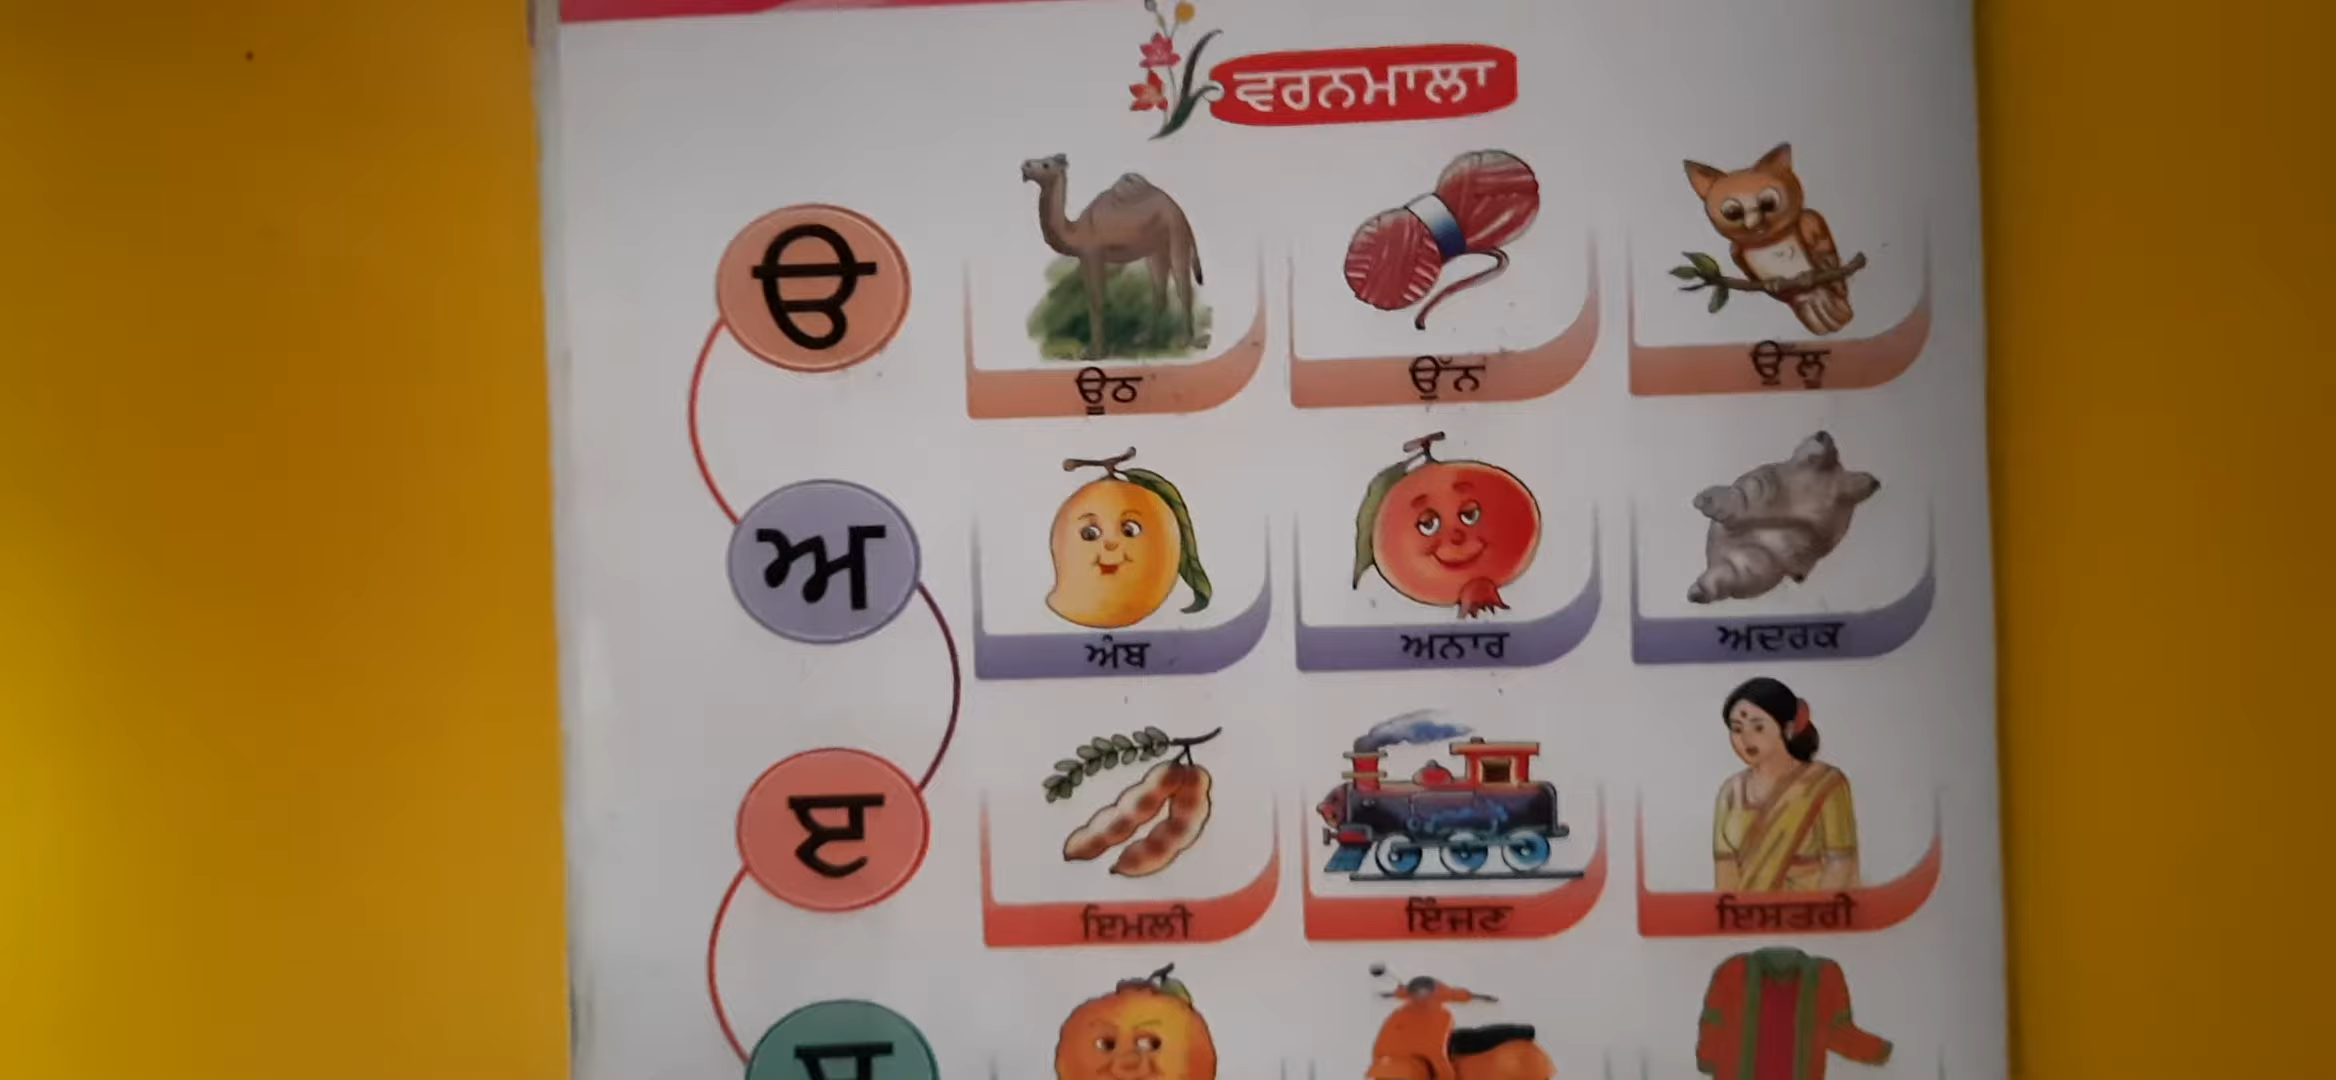 ਵਰਨਮਾਲਾ
ੳ
ਊਠ ਉੱਨ ਉੱਲੂ
ਅ
ਅੰਬ ਅਨਾਰ ਅਦਰਕ
ੲ
ਇਮਲੀ ਇੰਜਣ ਇਸਤਰੀ